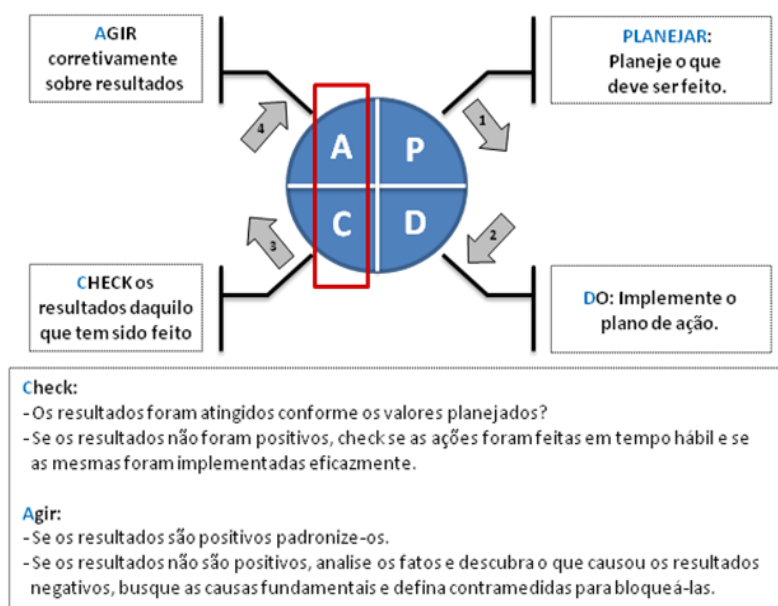 AGIR
corretivamente
sobre resultados
PLANEJAR:
Planeje o que
deve ser feito.
4
1
A
P
C
D
3
2
CHECK os
resultados daquilo
que tem sido feito
DO: Implemente o
plano de ação.
Check:
-Os resultados foram atingidos conforme os valores planejados?
-Se os resultados não foram positivos, check se as ações foram feitas em tempo hábil e se
as mesmas foram implementadas eficazmente.
Agir:
-Se os resultados são positivos padronize-os.
-Se os resultados não são positivos, analise os fatos e descubra o que causou os resultados
negativos, busque as causas fundamentais e defina contramedidas para bloqueá-las.